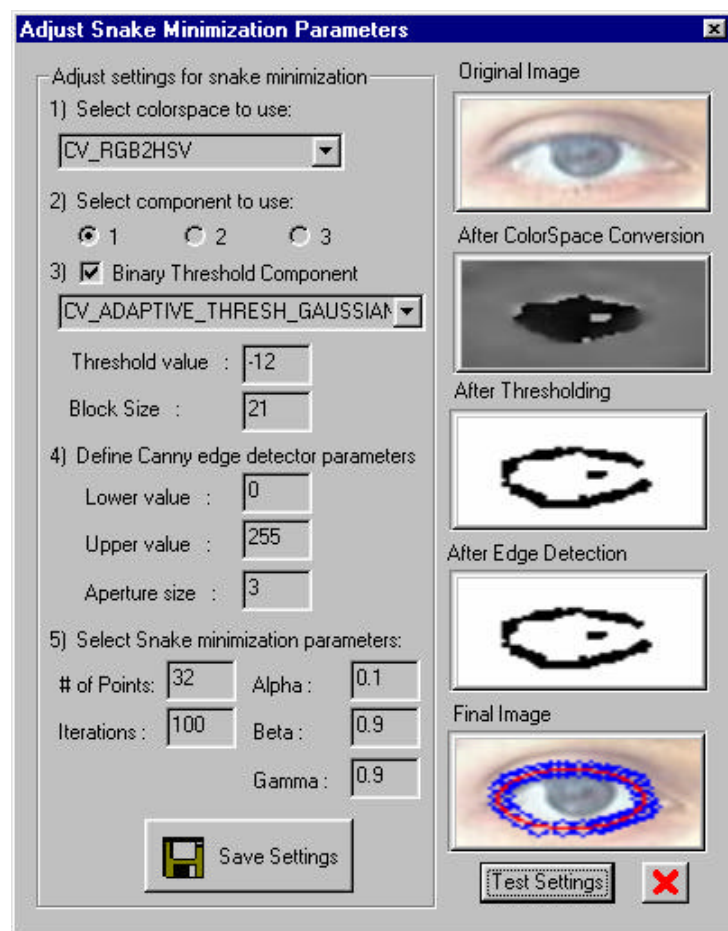 Adjust Snake Minimization Parameters
Adjust settings for snake minimization
1) Select colorspace to use:
CV_RGB2HSV
2) Select component to use:
1 2 3
3) Binary Threshold Component
CV_ADAPTIVE_THRESH_GAUSSIAN
Threshold value : -12
Block Size : 21
4) Define Canny edge detector parameters
Lower value : 0
Upper value : 255
Aperture size : 3
5) Select Snake minimization parameters:
# of Points: 32 Alpha : 0.1
Iterations : 100 Beta : 0.9
Gamma : 0.9
Save Settings
Original Image
After ColorSpace Conversion
After Thresholding
After Edge Detection
Final Image
Test Settings